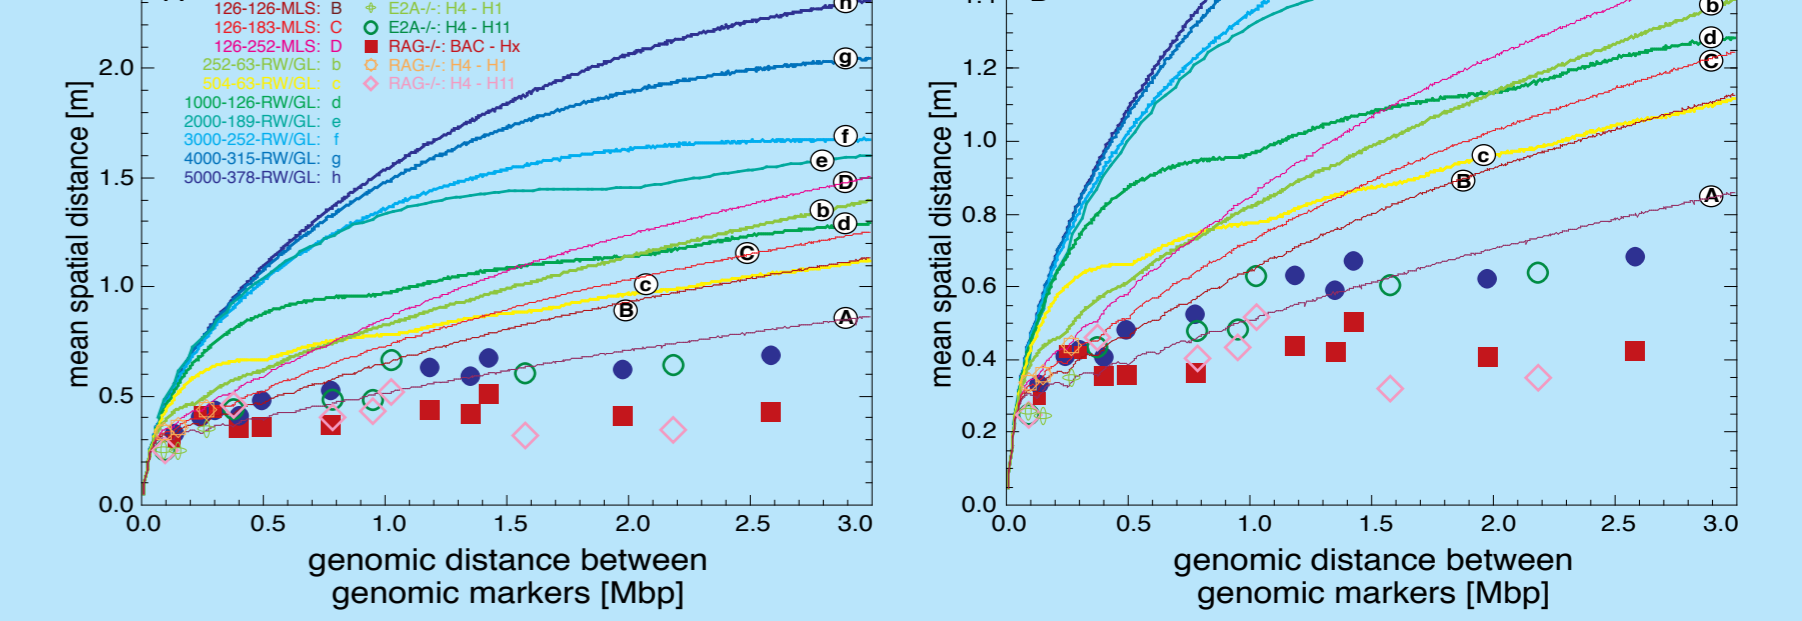 126-126-MLS: B
126-183-MLS: C
126-252-MLS: D
252-63-RW/GL: b
504-63-RW/GL: c
1000-126-RW/GL: d
2000-189-RW/GL: e
3000-252-RW/GL: f
4000-315-RW/GL: g
5000-378-RW/GL: h
E2A-/-: H4 - H1
E2A-/-: H4 - H11
RAG-/-: BAC - Hx
RAG-/-: H4 - H1
RAG-/-: H4 - H11
h
g
f
e
D
b
d
C
c
B
A
mean spatial distance [m]
2.0
1.5
1.0
0.5
0.0
0.0 0.5 1.0 1.5 2.0 2.5 3.0
genomic distance between
genomic markers [Mbp]
b
d
C
c
B
A
mean spatial distance [m]
1.2
1.0
0.8
0.6
0.4
0.2
0.0
0.0 0.5 1.0 1.5 2.0 2.5 3.0
genomic distance between
genomic markers [Mbp]